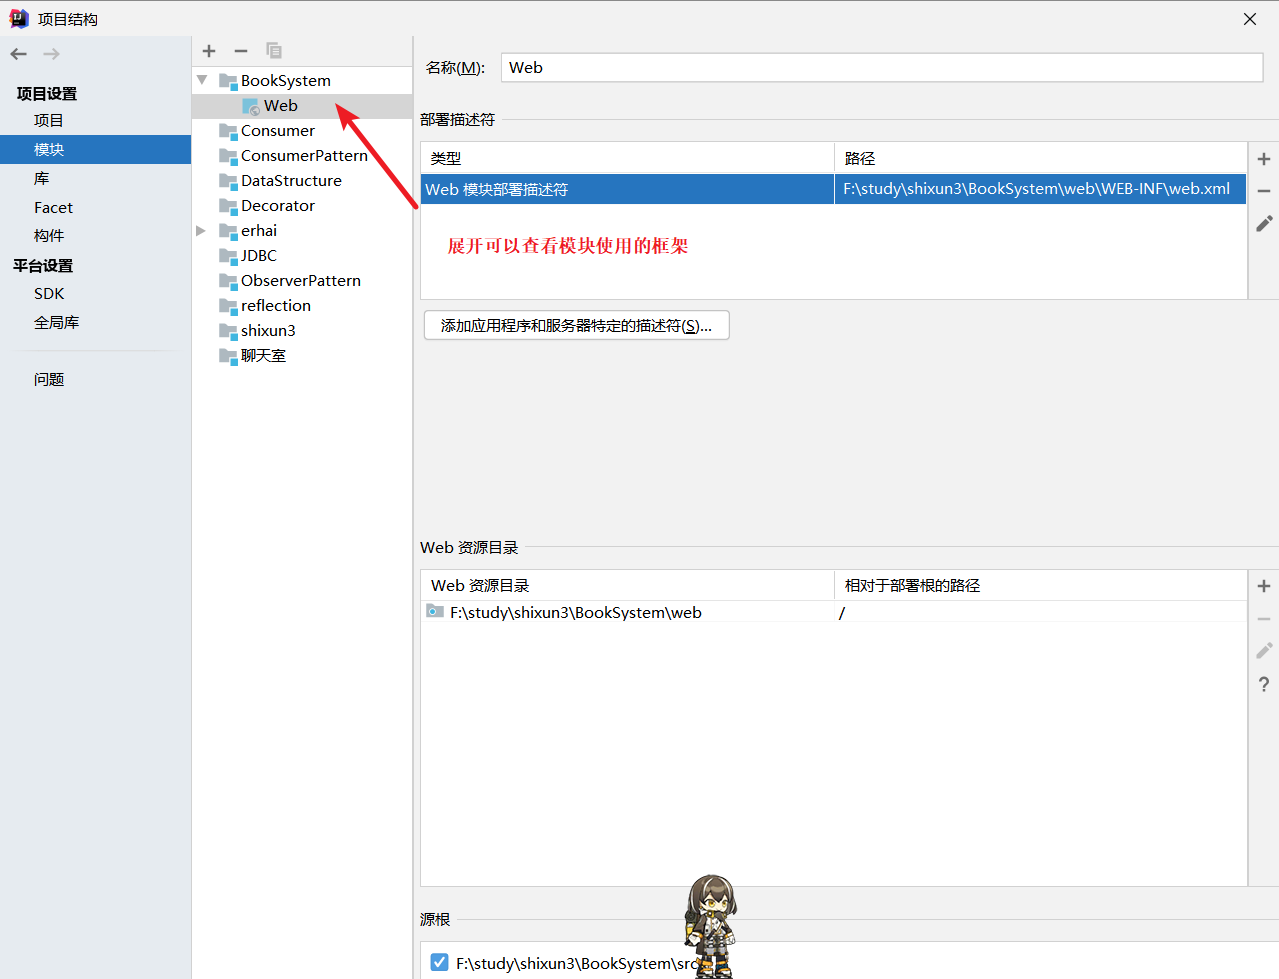 项目结构
名称(M): Web
项目设置
项目
模块
库
Facet
构件
平台设置
SDK
全局库
问题
BookSystem
Web
Consumer
ConsumerPattern
DataStructure
Decorator
erhai
JDBC
ObserverPattern
reflection
shixun3
聊天室
部署描述符
类型 路径
Web 模块部署描述符 F:\study\shixun3\BookSystem\web\WEB-INF\web.xml
展开可以查看模块使用的框架
添加应用程序和服务器特定的描述符(S)...
Web 资源目录
Web 资源目录 相对于部署根的路径
F:\study\shixun3\BookSystem\web /
源根
F:\study\shixun3\BookSystem\src